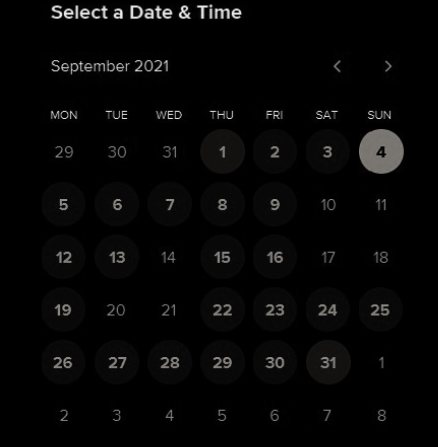 Select a Date & Time
September 2021
MON TUE WED THU FRI SAT SUN
29 30 31 1 2 3 4
5 6 7 8 9 10 11
12 13 14 15 16 17 18
19 20 21 22 23 24 25
26 27 28 29 30 31 1
2 3 4 5 6 7 8